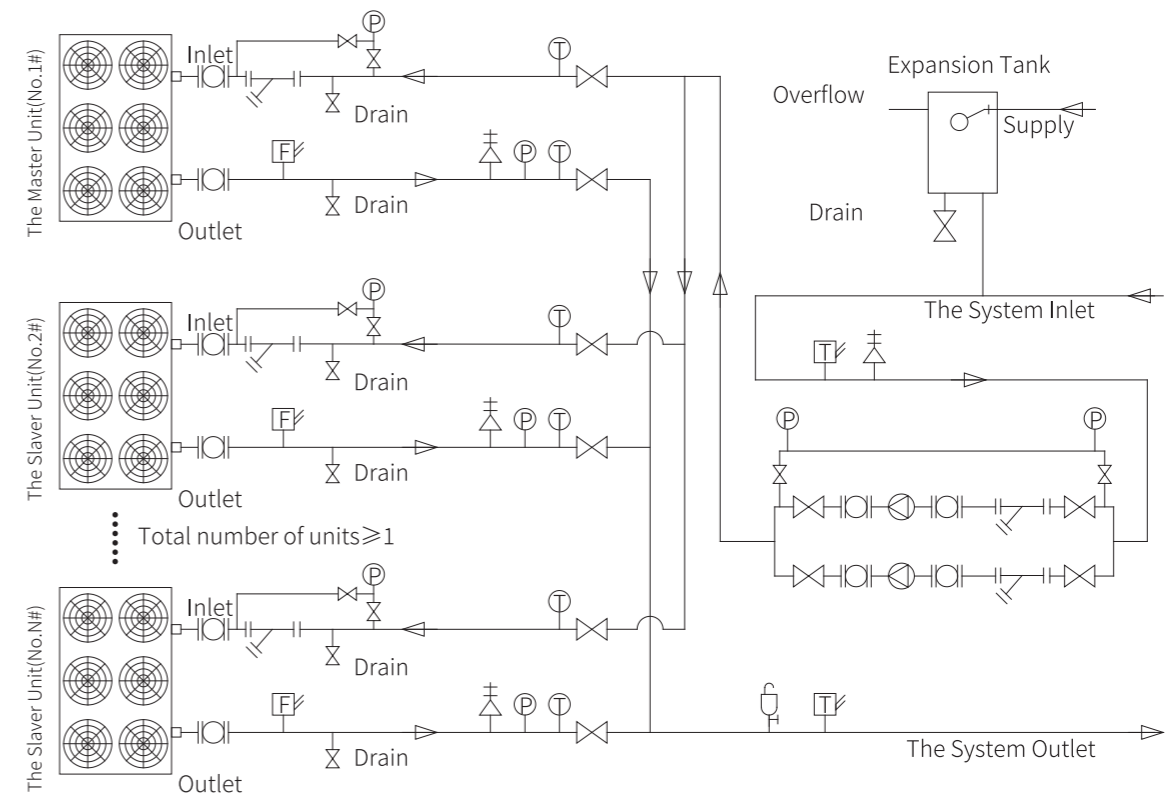 The Master Unit(No.1#)
Inlet
P
T
Drain
F
P
T
Drain
Outlet
Expansion Tank
Overflow
Supply
Drain
The System Inlet
The Slaver Unit(No.2#)
Inlet
P
T
Drain
F
P
T
Drain
Outlet
T
P
P
Total number of units≥1
The Slaver Unit(No.N#)
Inlet
P
T
Drain
F
P
T
Drain
Outlet
T
The System Outlet